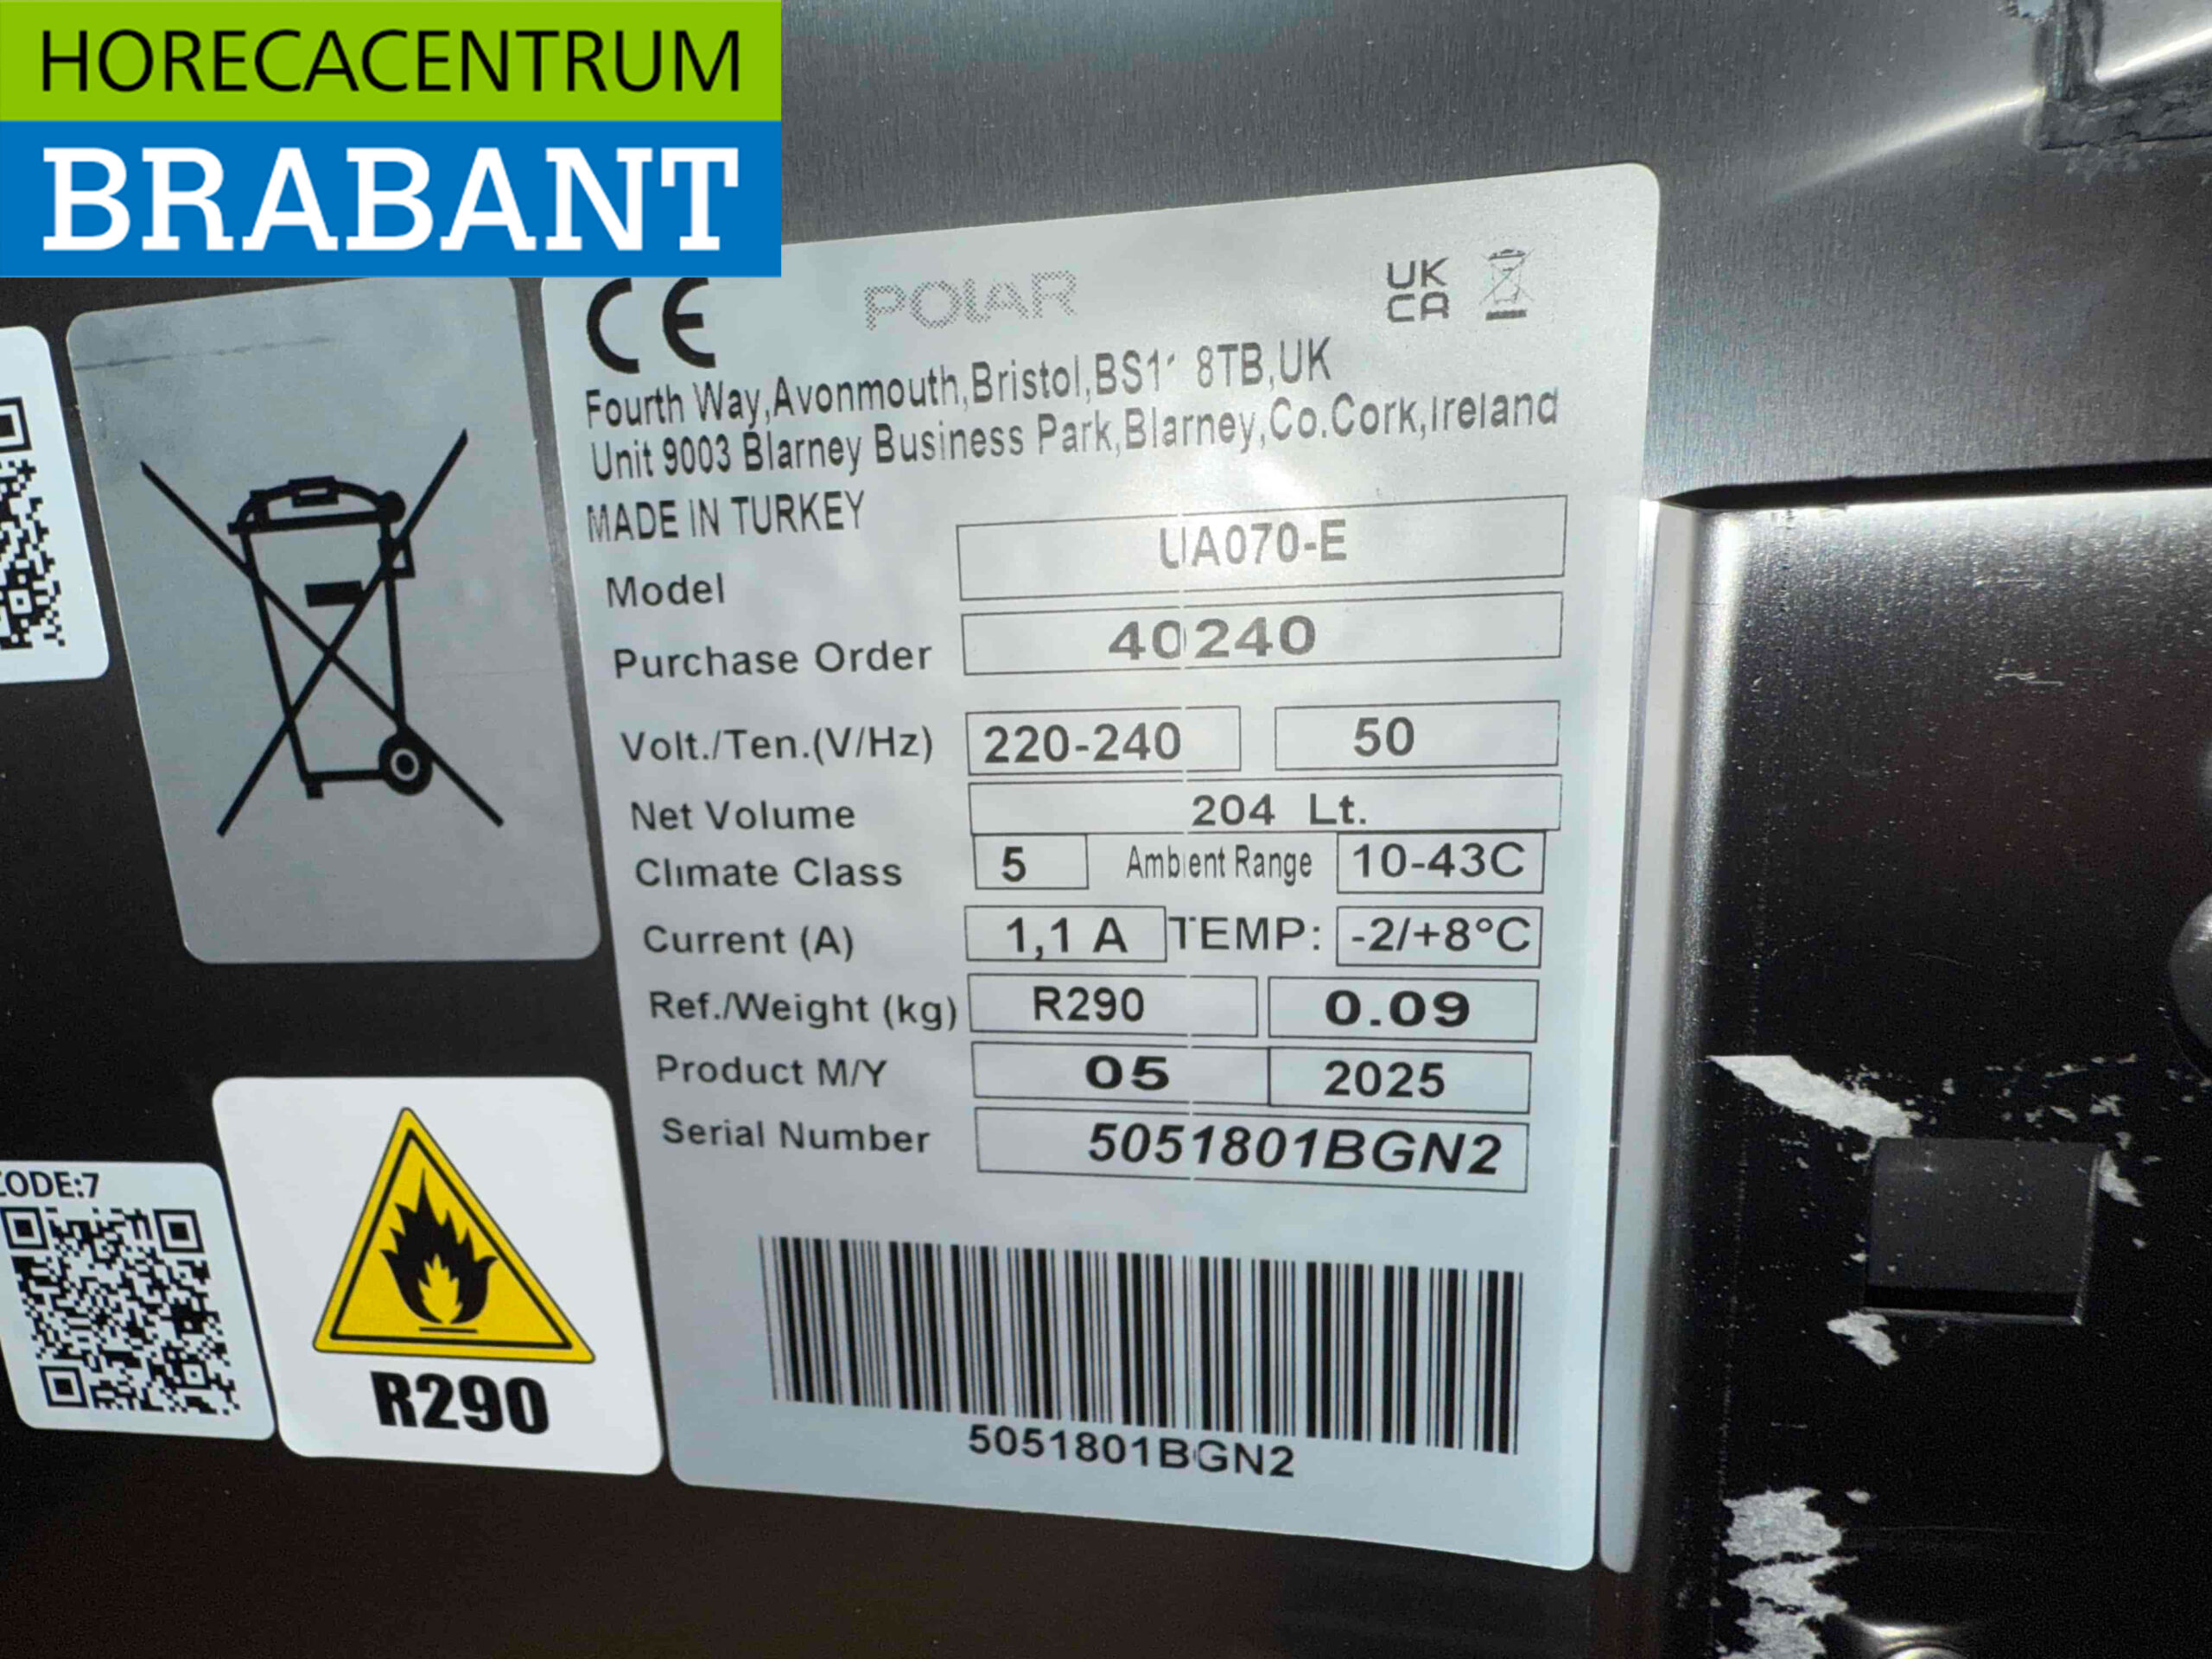 HORECACENTRUM
BRABANT
CE POLAR UK CA
Fourth Way,Avonmouth,Bristol,BS11 8TB,UK
Unit 9003 Blarney Business Park,Blarney,Co.Cork,Ireland
MADE IN TURKEY
Model UA070-E
Purchase Order 40240
Volt./Ten.(V/Hz) 220-240 50
Net Volume 204 Lt.
Climate Class 5 Ambient Range 10-43C
Current (A) 1,1 A TEMP: -2/+8°C
Ref./Weight (kg) R290 0.09
Product M/Y 05 2025
Serial Number 5051801BGN2
5051801BGN2
CODE:7
R290